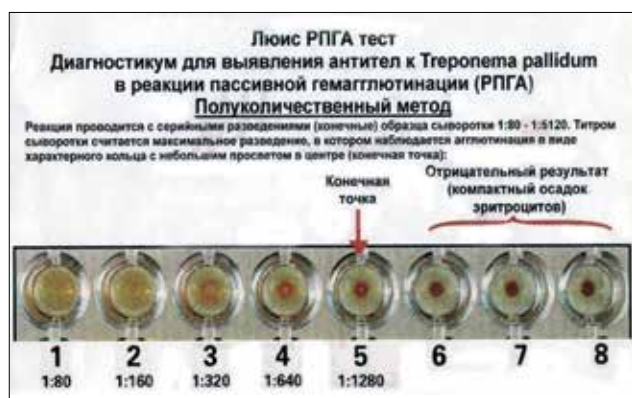 Люис РПГА тест
Диагностикум для выявления антител к Treponema pallidum
в реакции пассивной гемагглютинации (РПГА)
Полуколичественный метод
Реакция проводится с серийными разведениями (конечные) образца сыворотки 1:80 - 1:5120. Титром
сыворотки считается максимальное разведению, в котором наблюдается агглютинация в виде
характерного кольца с небольшим просветом в центре (конечная точка):
Конечная
точка
Отрицательный результат
(компактный осадок
эритроцитов)
1 2 3 4 5 6 7 8
1:80 1:160 1:320 1:640 1:1280